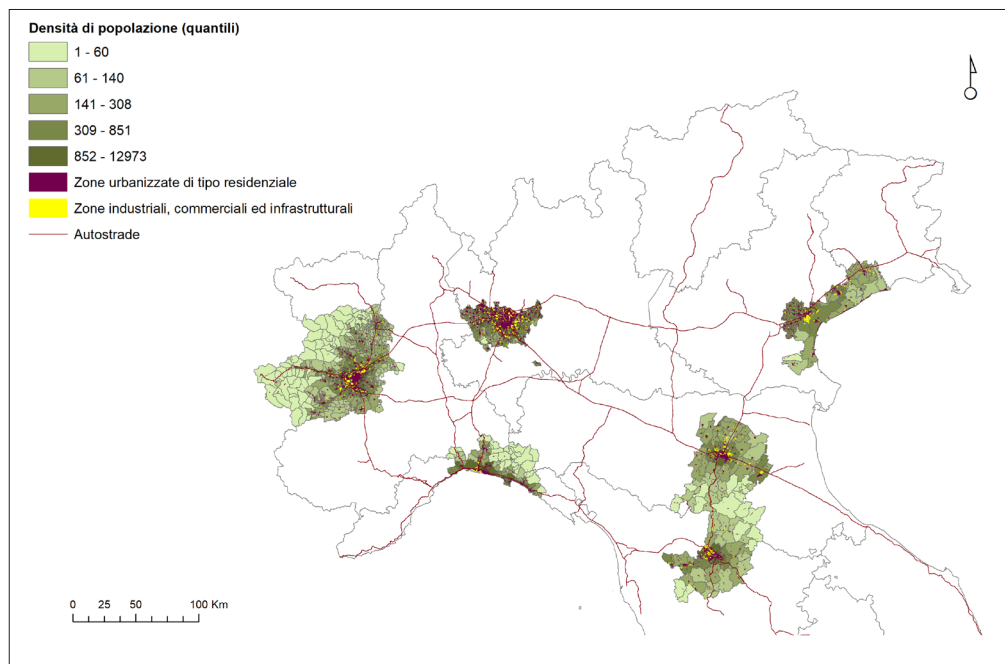 Densità di popolazione (quantili)
1 - 60
61 - 140
141 - 308
309 - 851
852 - 12973
Zone urbanizzate di tipo residenziale
Zone industriali, commerciali ed infrastrutturali
Autostrade
0 25 50 100 Km